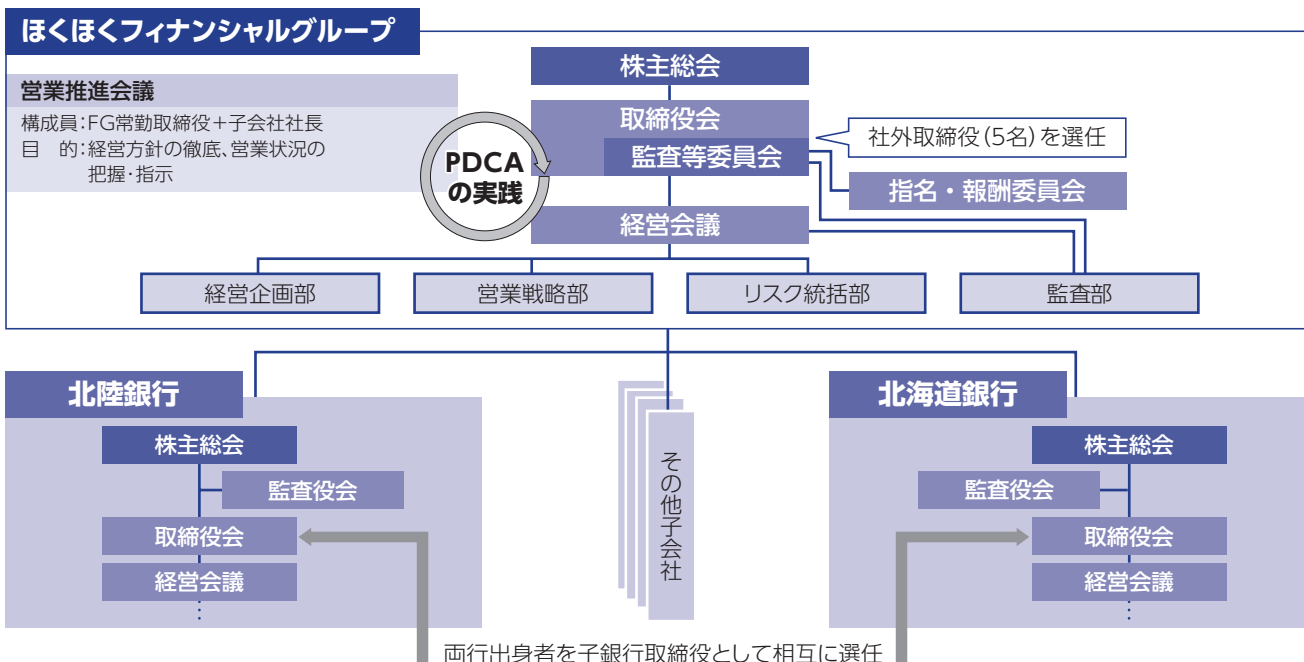 ほくほくフィナンシャルグループ
営業推進会議
構成員:FG常勤取締役+子会社社長
目　的:経営方針の徹底、営業状況の
把握・指示
PDCA
の実践
株主総会
取締役会
監査等委員会
社外取締役(5名)を選任
指名・報酬委員会
経営会議
経営企画部
営業戦略部
リスク統括部
監査部
北陸銀行
株主総会
監査役会
取締役会
経営会議
その他子会社
北海道銀行
株主総会
監査役会
取締役会
経営会議
両行出身者を子銀行取締役として相互に選任